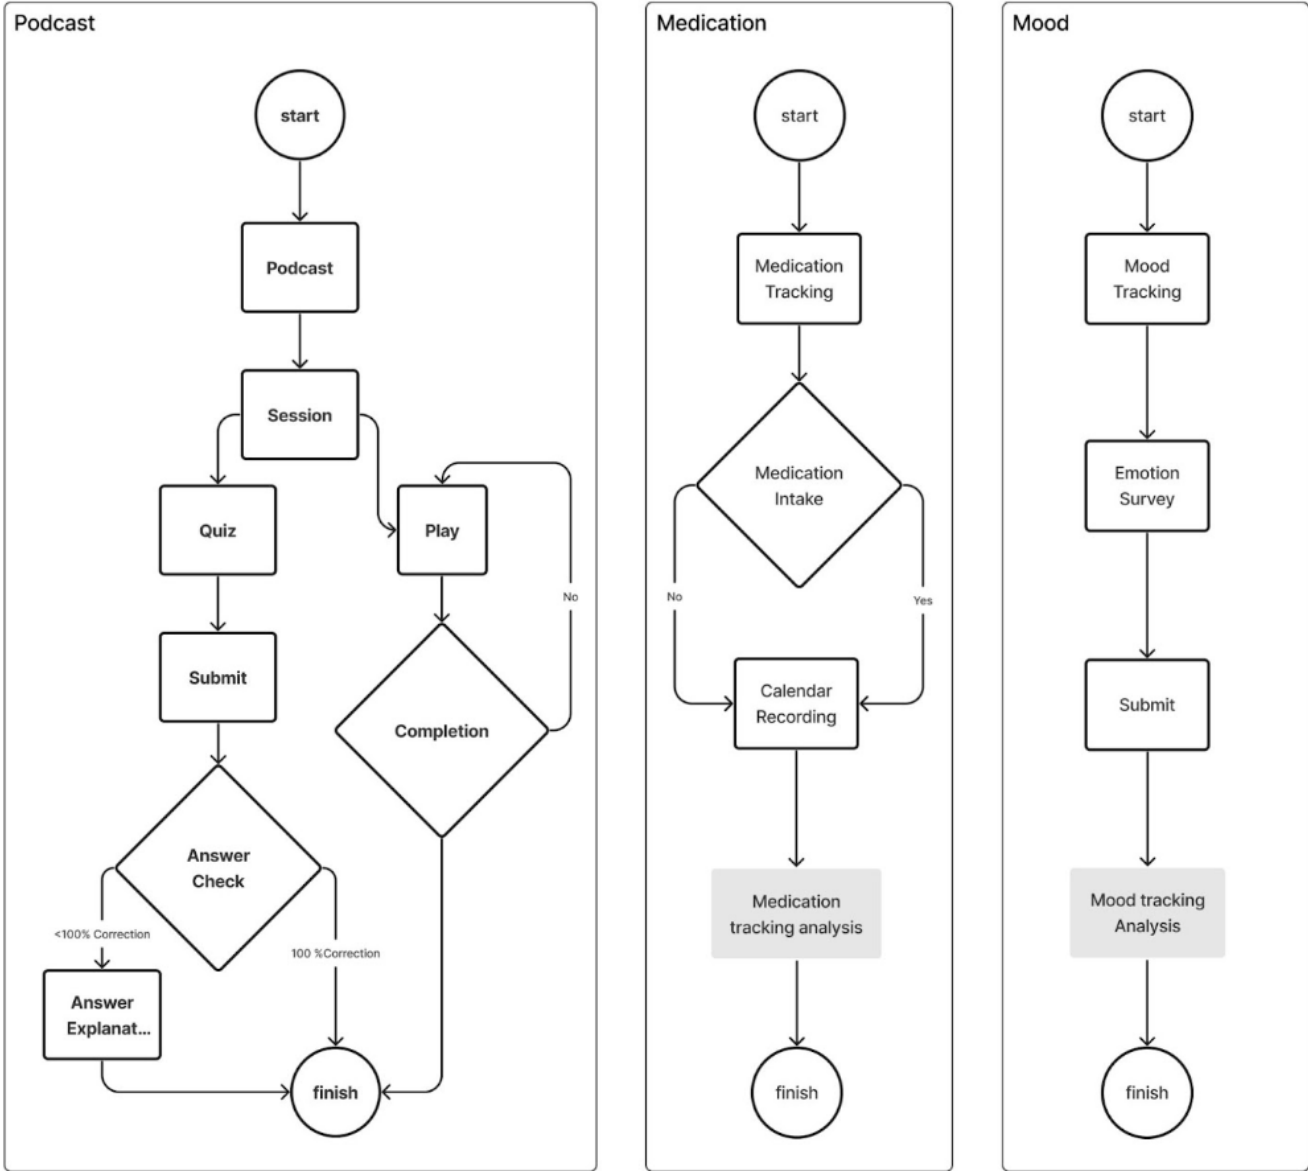 Podcast
start
Podcast
Session
Quiz
Play
No
Submit
Completion
Answer
Check
<100% Correction
100 %Correction
Answer
Explanat...
finish
Medication
start
Medication
Tracking
Medication
Intake
No
Yes
Calendar
Recording
Medication
tracking analysis
finish
Mood
start
Mood
Tracking
Emotion
Survey
Submit
Mood tracking
Analysis
finish